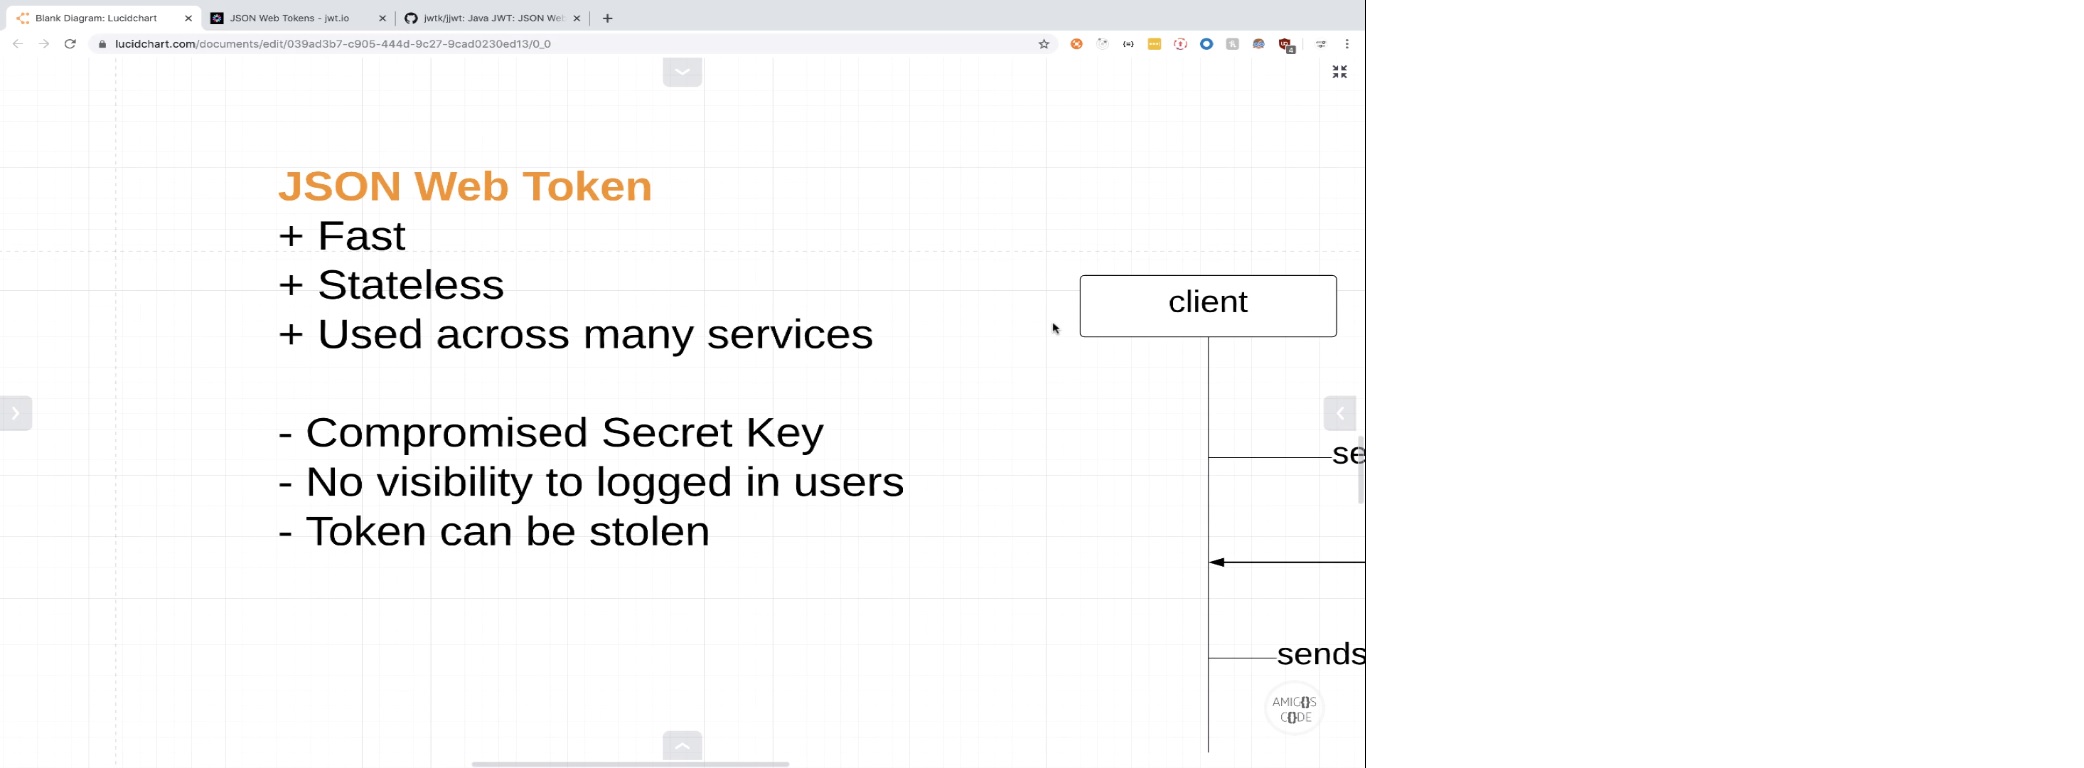 Blank Diagram: Lucidchart
JSON Web Tokens - jwt.io
jwtk/jjwt: Java JWT: JSON We
lucidchart.com/documents/edit/039ad3b7-c905-444d-9c27-9cad0230ed13/0_0
4
JSON Web Token
+ Fast
+ Stateless
+ Used across many services
- Compromised Secret Key
- No visibility to logged in users
- Token can be stolen
client
se
sends
AMIGOS
CODE